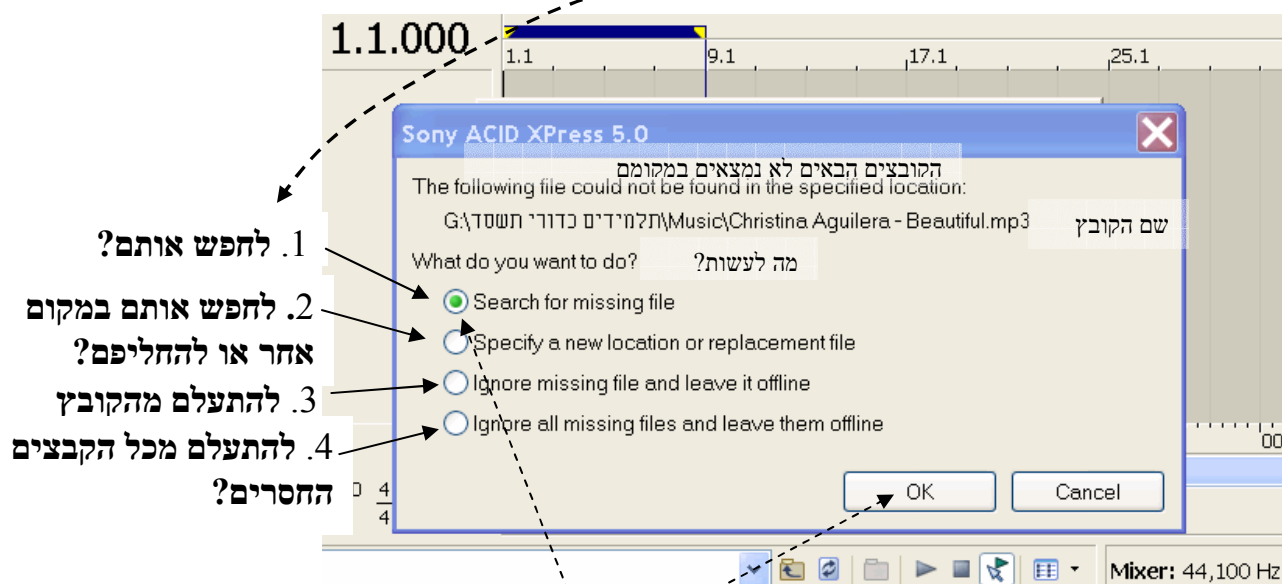 1.1.000
1.1 9.1 17.1 25.1
Sony ACID XPress 5.0
הקובצים הבאים לא נמצאים במקומם
The following file could not be found in the specified location:
G:\תלמידים כדורי תשסד\Music\Christina Aguilera - Beautiful.mp3
שם הקובץ
What do you want to do?
מה לעשות?
1. לחפש אותם?
Search for missing file
2. לחפש אותם במקום
אחר או להחליפם?
Specify a new location or replacement file
3. להתעלם מהקובץ
Ignore missing file and leave it offline
4. להתעלם מכל הקבצים
החסרים?
Ignore all missing files and leave them offline
4
4
OK Cancel
Mixer: 44,100 Hz